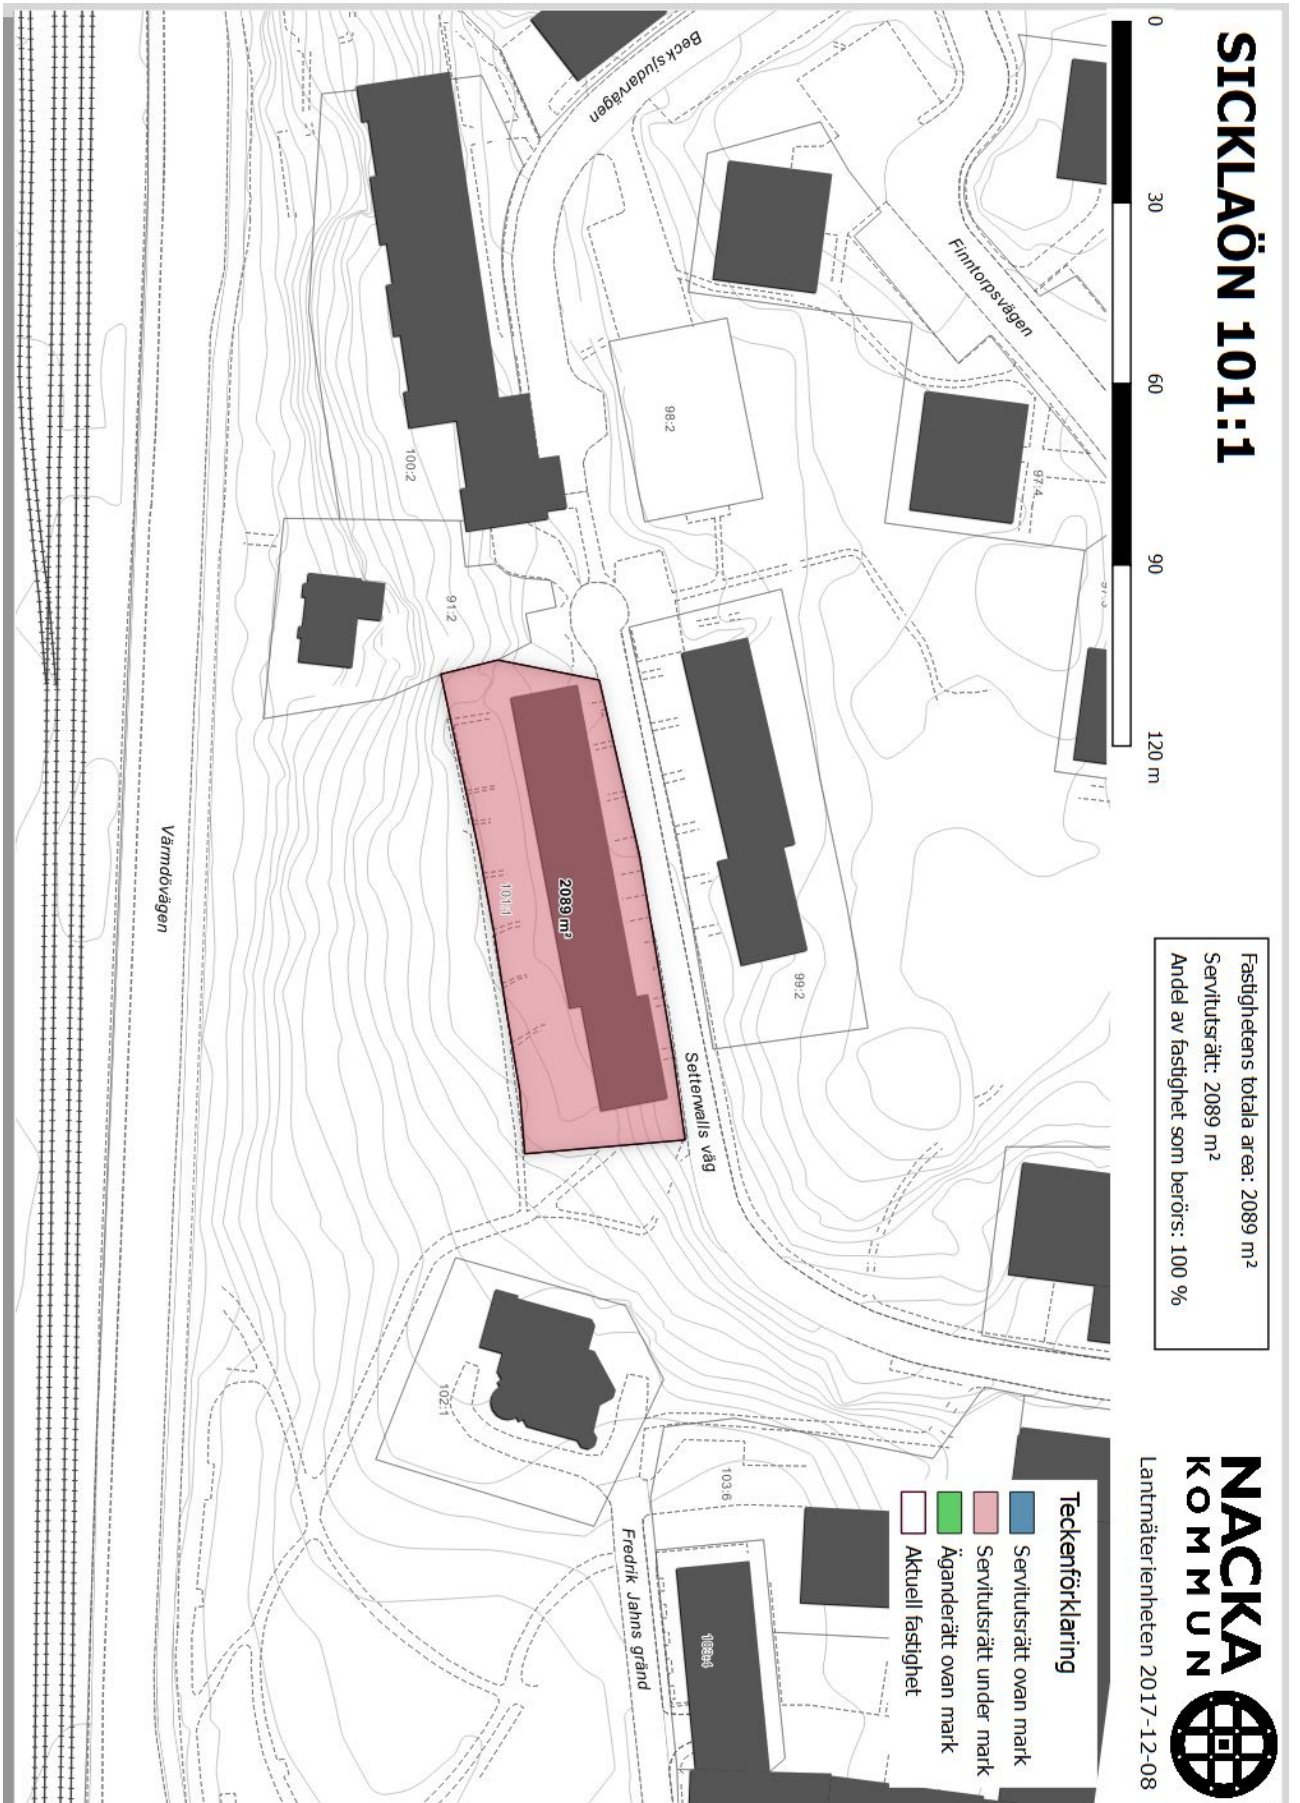 SICKLAÖN 101:1
0 30 60 90 120 m
Fastighetens totala area: 2089 m²
Servitutsrätt: 2089 m²
Andel av fastighet som berörs: 100 %
NACKA
KOMMUN
Lantmäterienheten 2017-12-08
Teckenförklaring
Servitutsrätt ovan mark
Servitutsrätt under mark
Äganderätt ovan mark
Aktuell fastighet
Becksjudarvägen
Finntorpsvägen
97:4
98:2
100:2
91:2
99:2
2089 m²
101:1
Setterwalls väg
Värmdövägen
102:1
103:6
Fredrik Jahns gränd